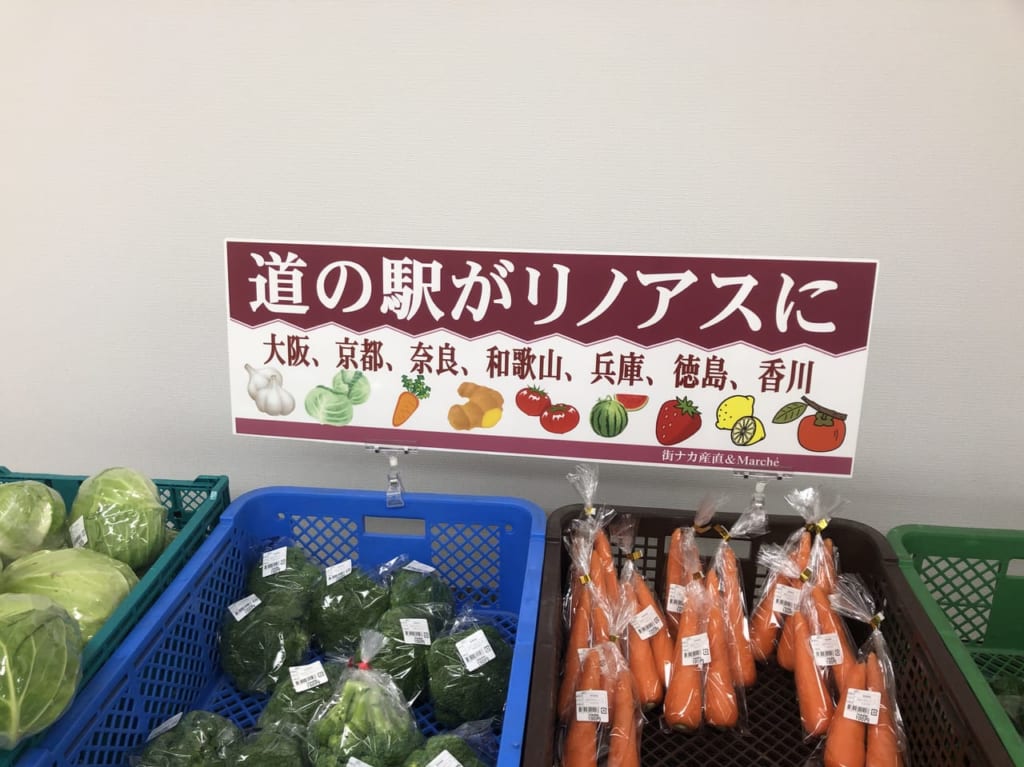 道の駅がリノアスに
大阪、京都、奈良、和歌山、兵庫、徳島、香川
街ナカ産直＆Marché